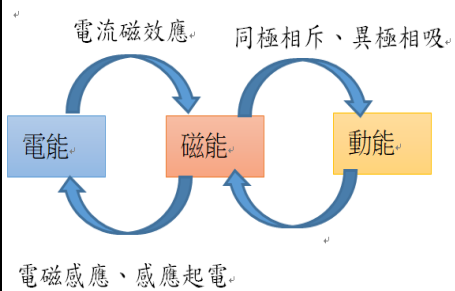 電流磁效應
同極相斥、異極相吸
電能
磁能
動能
電磁感應、感應起電